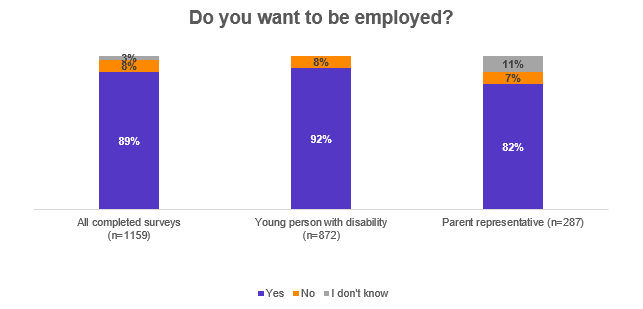 Do you want to be employed?
3%
8%
89%
8%
92%
11%
7%
82%
All completed surveys
(n=1159)
Young person with disability
(n=872)
Parent representative (n=287)
Yes No I don't know